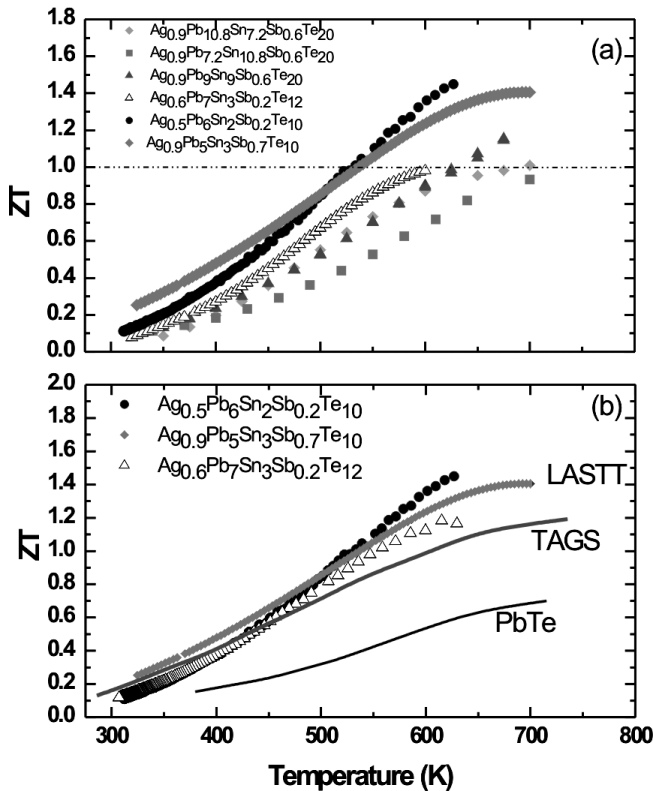 1.8
Ag0.9Pb10.8Sn7.2Sb0.6Te20
(a)
Ag0.9Pb7.2Sn10.8Sb0.6Te20
1.6
Ag0.9Pb9Sn9Sb0.6Te20
1.4
Ag0.6Pb7Sn3Sb0.2Te12
Ag0.5Pb6Sn2Sb0.2Te10
1.2
Ag0.9Pb5Sn3Sb0.7Te10
1.0
ZT
0.8
0.6
0.4
0.2
0.0
2.0
Ag0.5Pb6Sn2Sb0.2Te10
(b)
1.8
Ag0.9Pb5Sn3Sb0.7Te10
1.6
Ag0.6Pb7Sn3Sb0.2Te12
1.4
LASTT
1.2
TAGS
1.0
ZT
0.8
0.6
PbTe
0.4
0.2
0.0
300 400 500 600 700 800
Temperature (K)